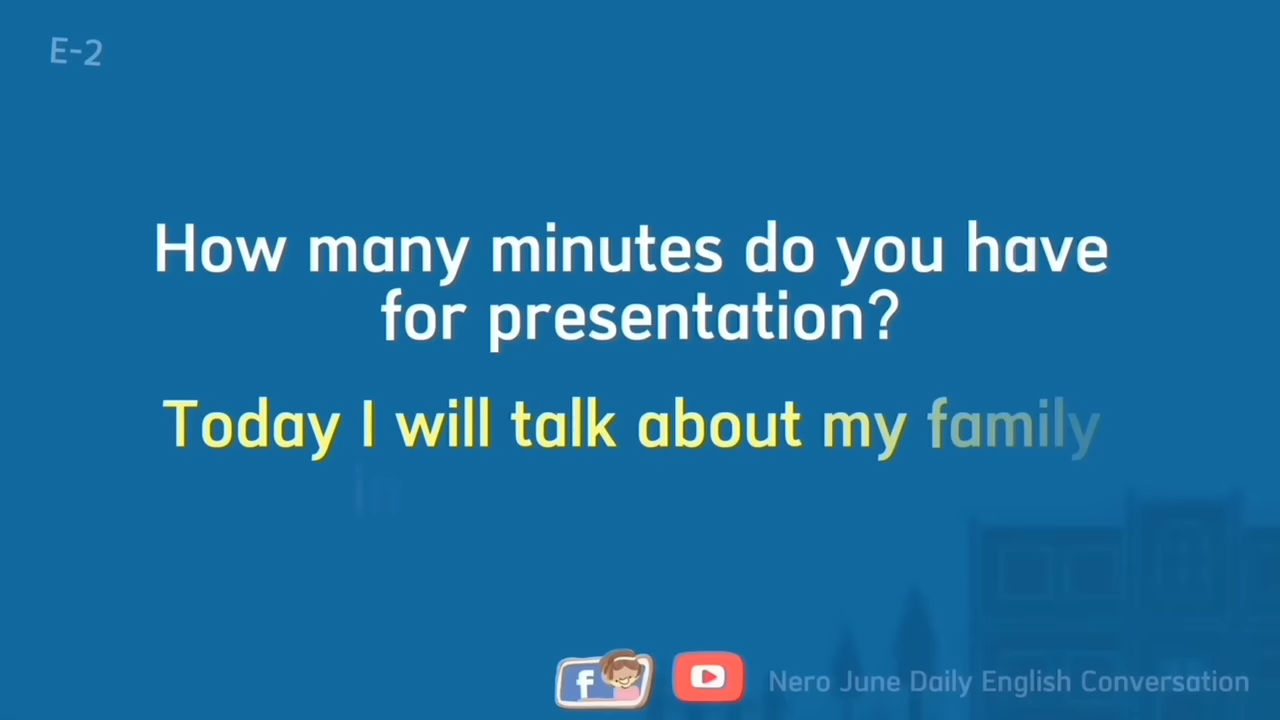 E-2
How many minutes do you have
for presentation?
Today I will talk about my family
f
Nero June Daily English Conversation